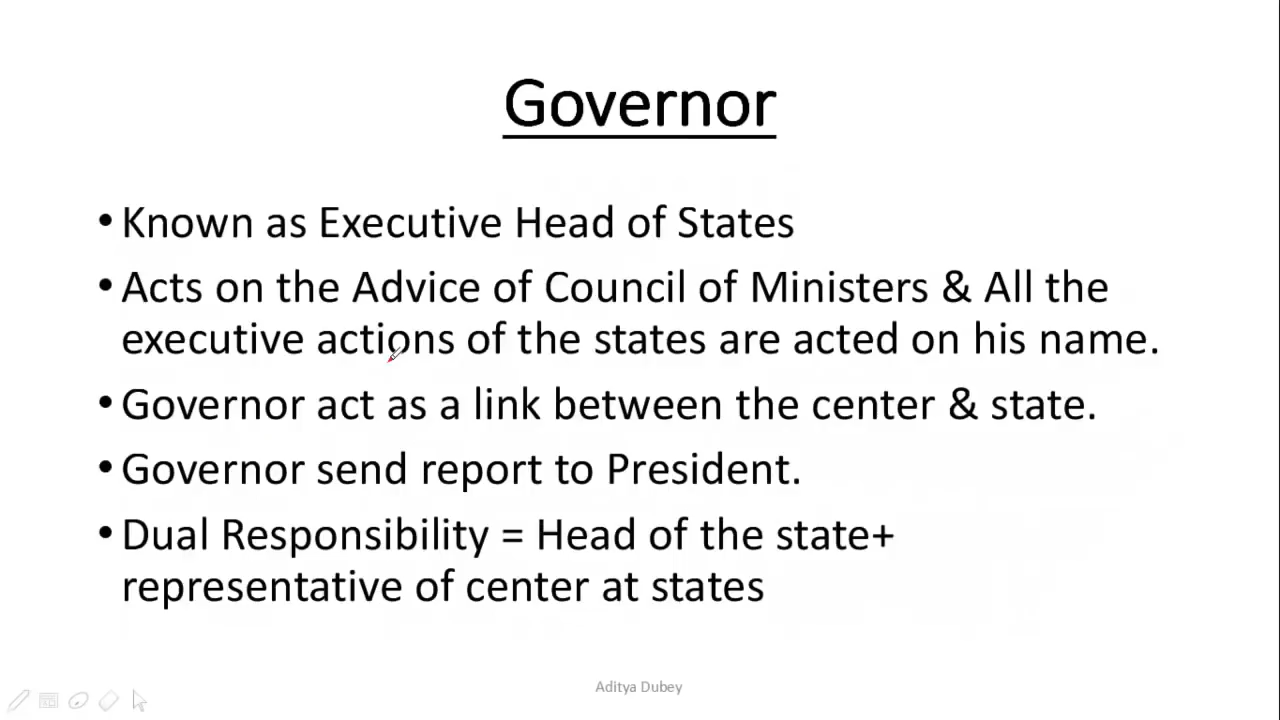 Governor
• Known as Executive Head of States
• Acts on the Advice of Council of Ministers & All the
executive actions of the states are acted on his name.
• Governor act as a link between the center & state.
• Governor send report to President.
• Dual Responsibility = Head of the state+
representative of center at states
Aditya Dubey